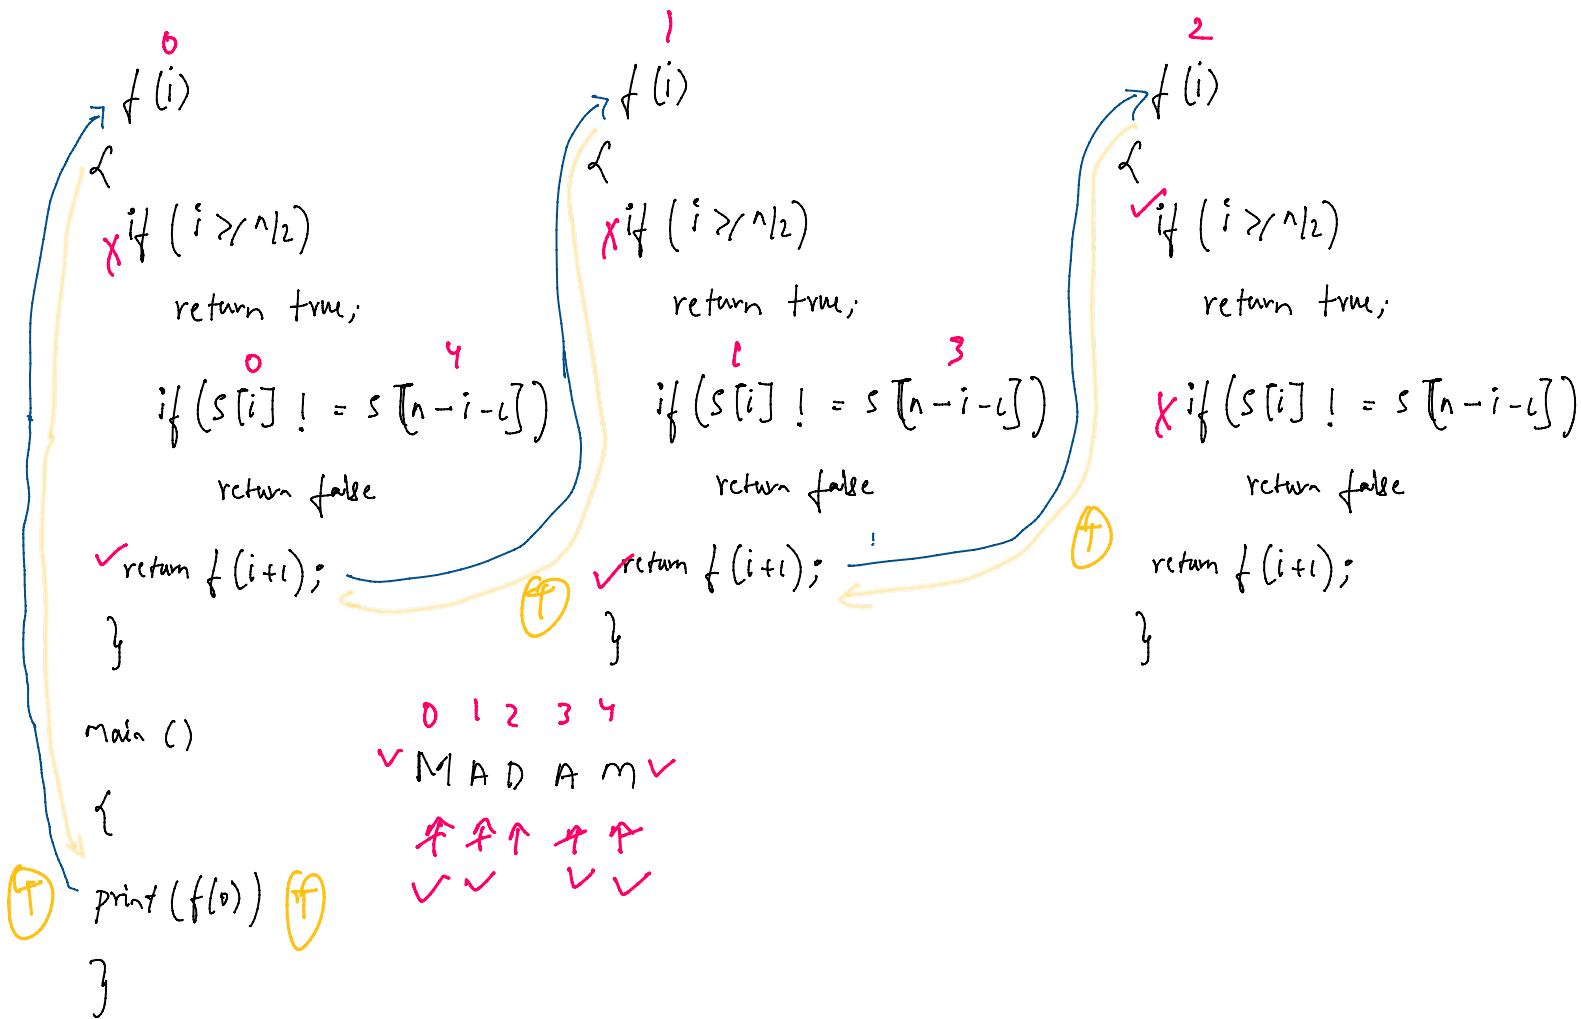 0
f(i)
{
x if (i >= n/2)
return true;
0 4
if (s[i] ! = s[n-i-1])
return false
✓ return f(i+1);
}
main ()
{
T print (f(0)) T
}
1
f(i)
{
x if (i >= n/2)
return true;
1 3
if (s[i] ! = s[n-i-1])
return false
T ✓ return f(i+1); !
}
2
f(i)
{
✓ if (i >= n/2)
return true;
x if (s[i] ! = s[n-i-1])
return false
T return f(i+1);
}
0 1 2 3 4
✓ M A D A M ✓
↑ ↑ ↑ ↑ ↑
✓ ✓ ✓ ✓